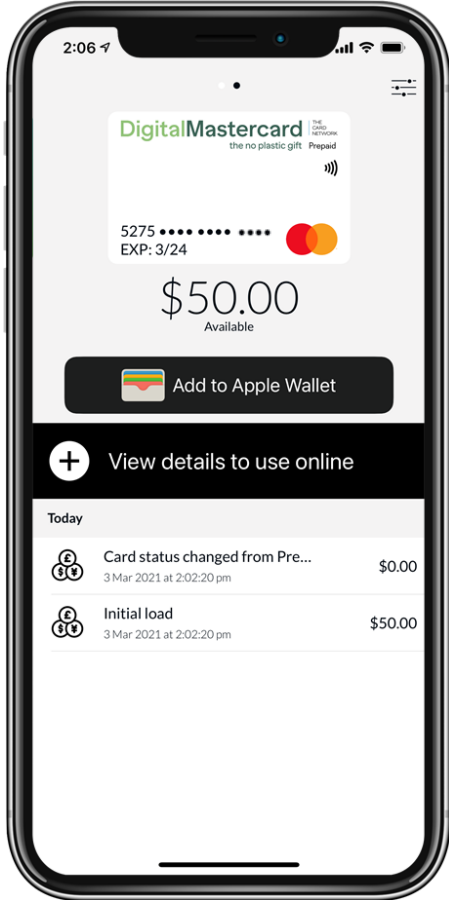 2:06
DigitalMastercard
THE
CARD
NETWORK
the no plastic gift Prepaid
5275 •••• •••• ••••
EXP: 3/24
$50.00
Available
Add to Apple Wallet
View details to use online
Today
Card status changed from Pre...
$0.00
3 Mar 2021 at 2:02:20 pm
Initial load
$50.00
3 Mar 2021 at 2:02:20 pm